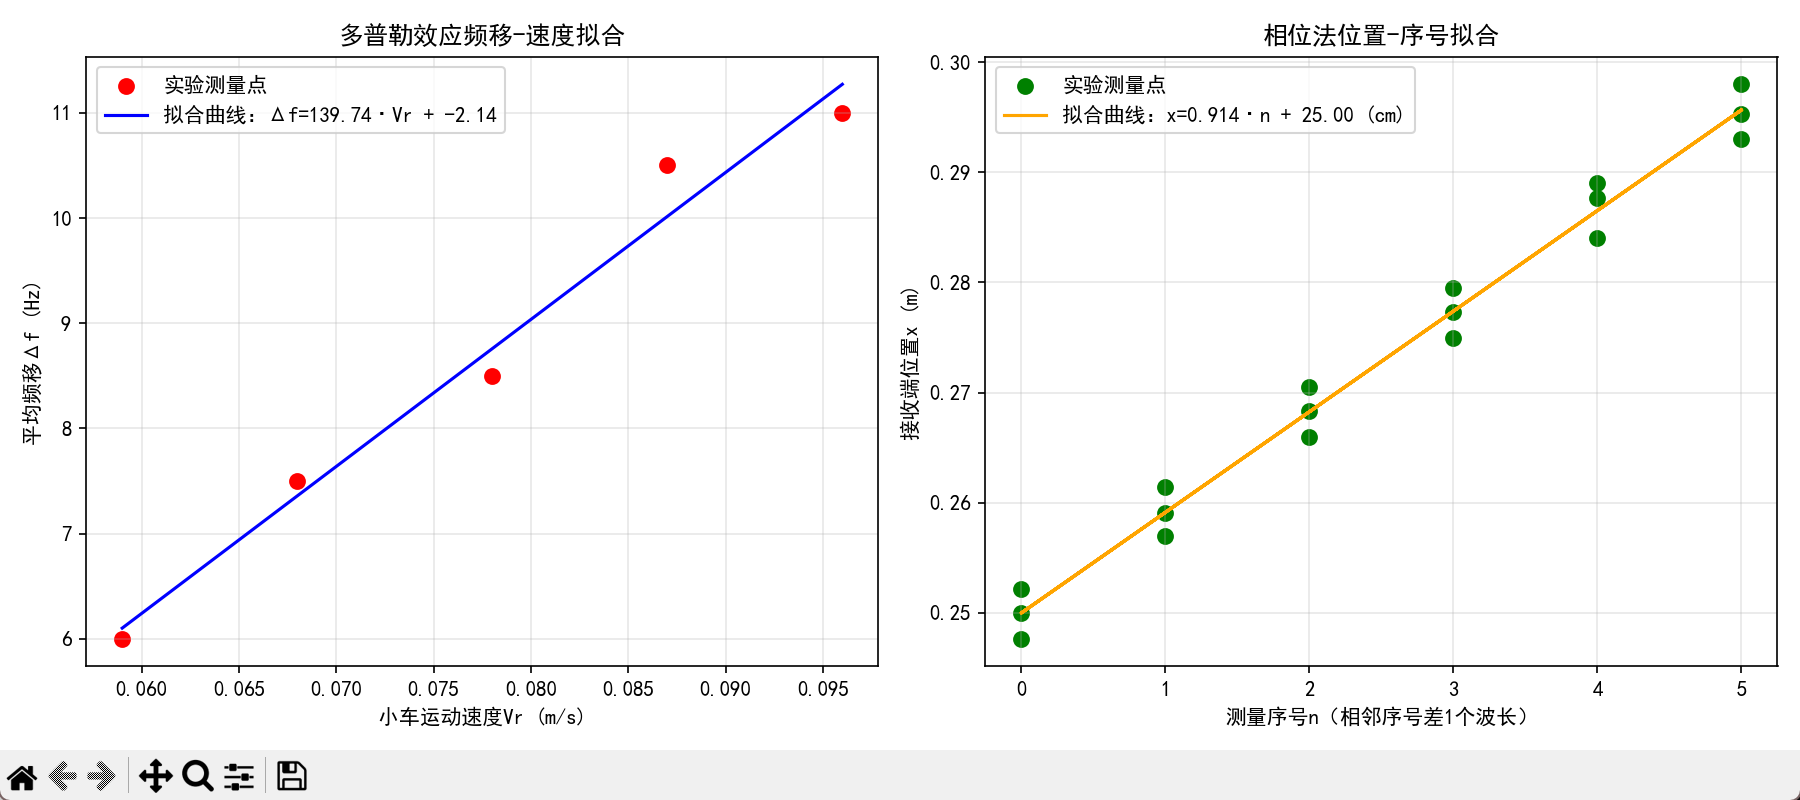 多普勒效应频移-速度拟合
实验测量点
拟合曲线：Δf=139.74·Vr + -2.14
平均频移Δf (Hz)
11
10
9
8
7
6
0.060 0.065 0.070 0.075 0.080 0.085 0.090 0.095
小车运动速度Vr (m/s)
相位法位置-序号拟合
实验测量点
拟合曲线：x=0.914·n + 25.00 (cm)
接收端位置x (m)
0.30
0.29
0.28
0.27
0.26
0.25
0 1 2 3 4 5
测量序号n（相邻序号差1个波长）